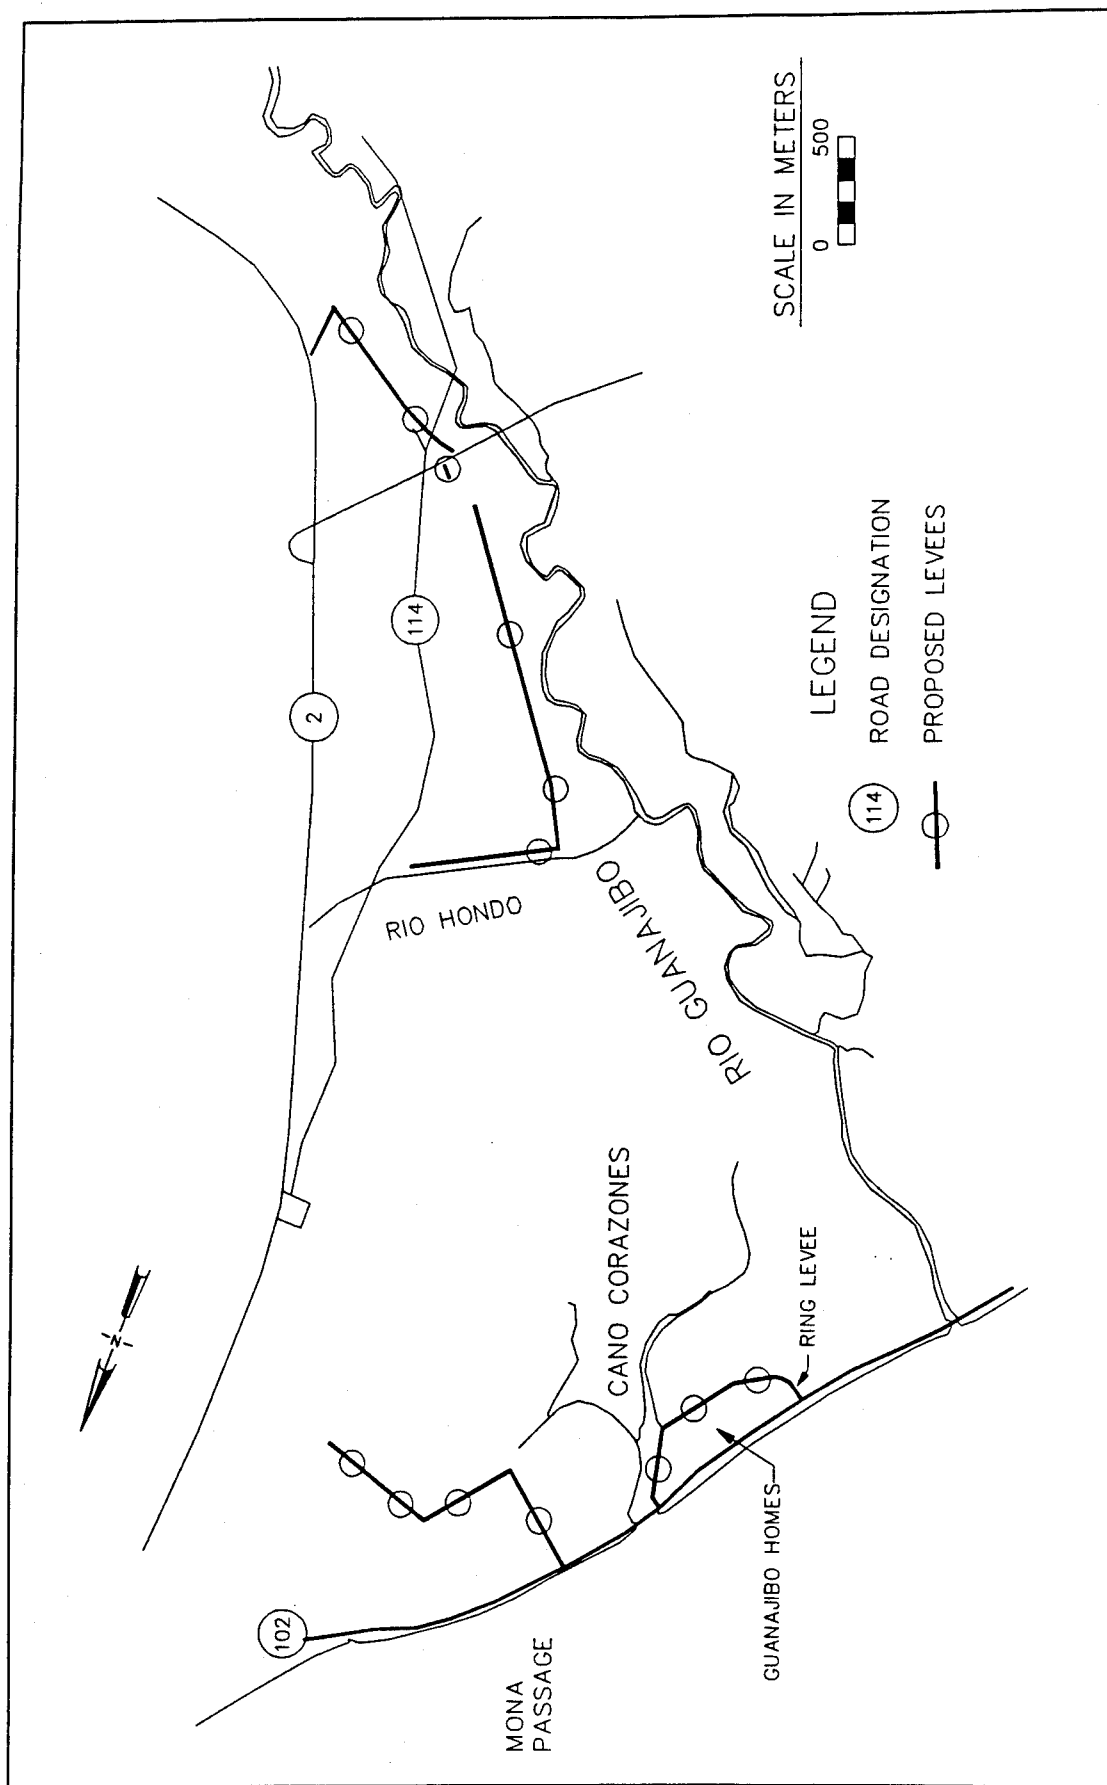 102
2
114
MONA
PASSAGE
CANO CORAZONES
RIO HONDO
RIO GUANAJIBO
GUANAJIBO HOMES
RING LEVEE
N
LEGEND
114 ROAD DESIGNATION
PROPOSED LEVEES
SCALE IN METERS
0 500